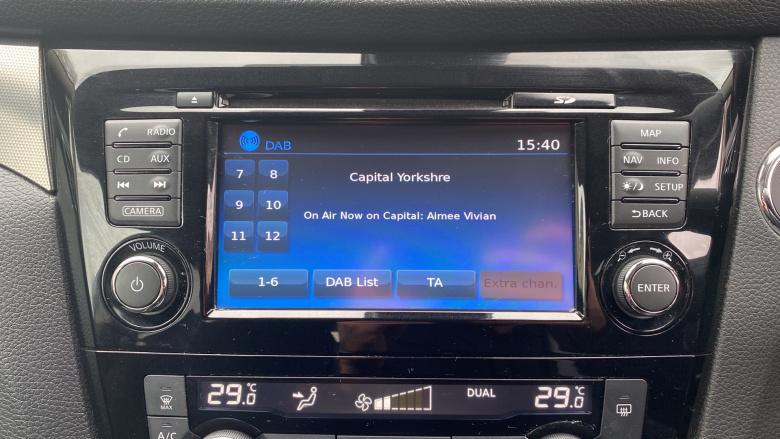 SD
RADIO
CD AUX
CAMERA
VOLUME
DAB 15:40
7 8
9 10
11 12
Capital Yorkshre
On Air Now on Capital: Aimee Vivian
1-6 DAB List TA Extra chan.
MAP
NAV INFO
SETUP
BACK
ENTER
29.0 °C DUAL 29.0 °C
MAX
A/C